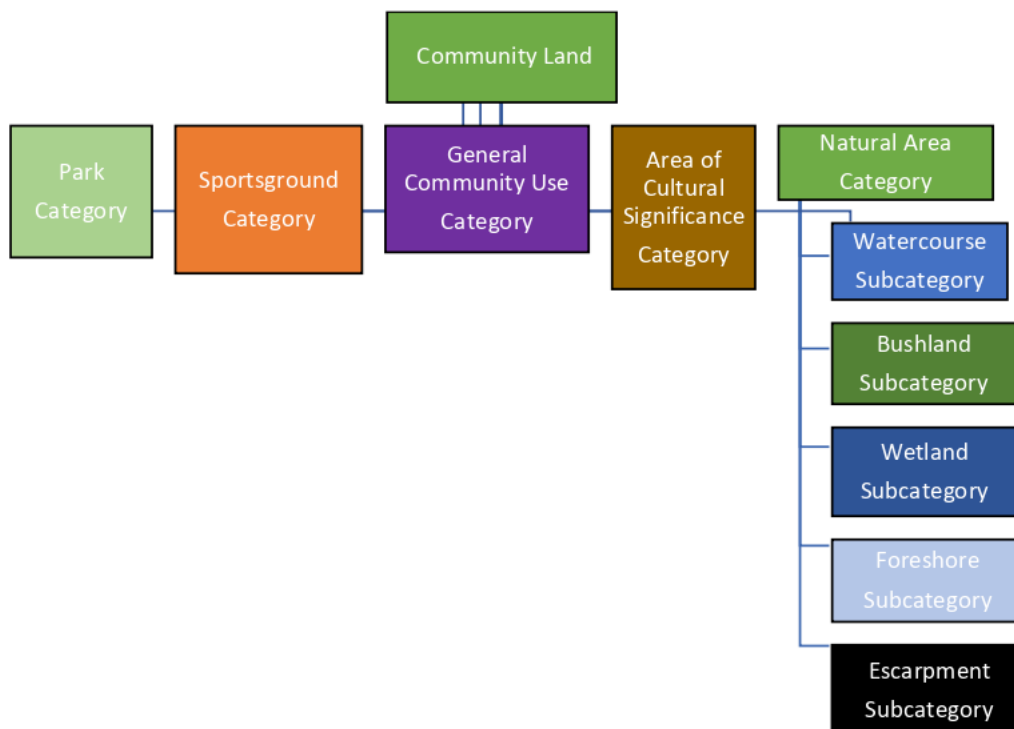 Community Land
Park
Category
Sportsground
Category
General
Community Use
Category
Area of
Cultural
Significance
Category
Natural Area
Category
Watercourse
Subcategory
Bushland
Subcategory
Wetland
Subcategory
Foreshore
Subcategory
Escarpment
Subcategory